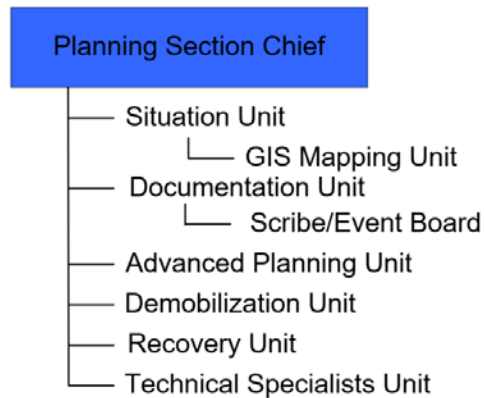 Planning Section Chief
Situation Unit
GIS Mapping Unit
Documentation Unit
Scribe/Event Board
Advanced Planning Unit
Demobilization Unit
Recovery Unit
Technical Specialists Unit